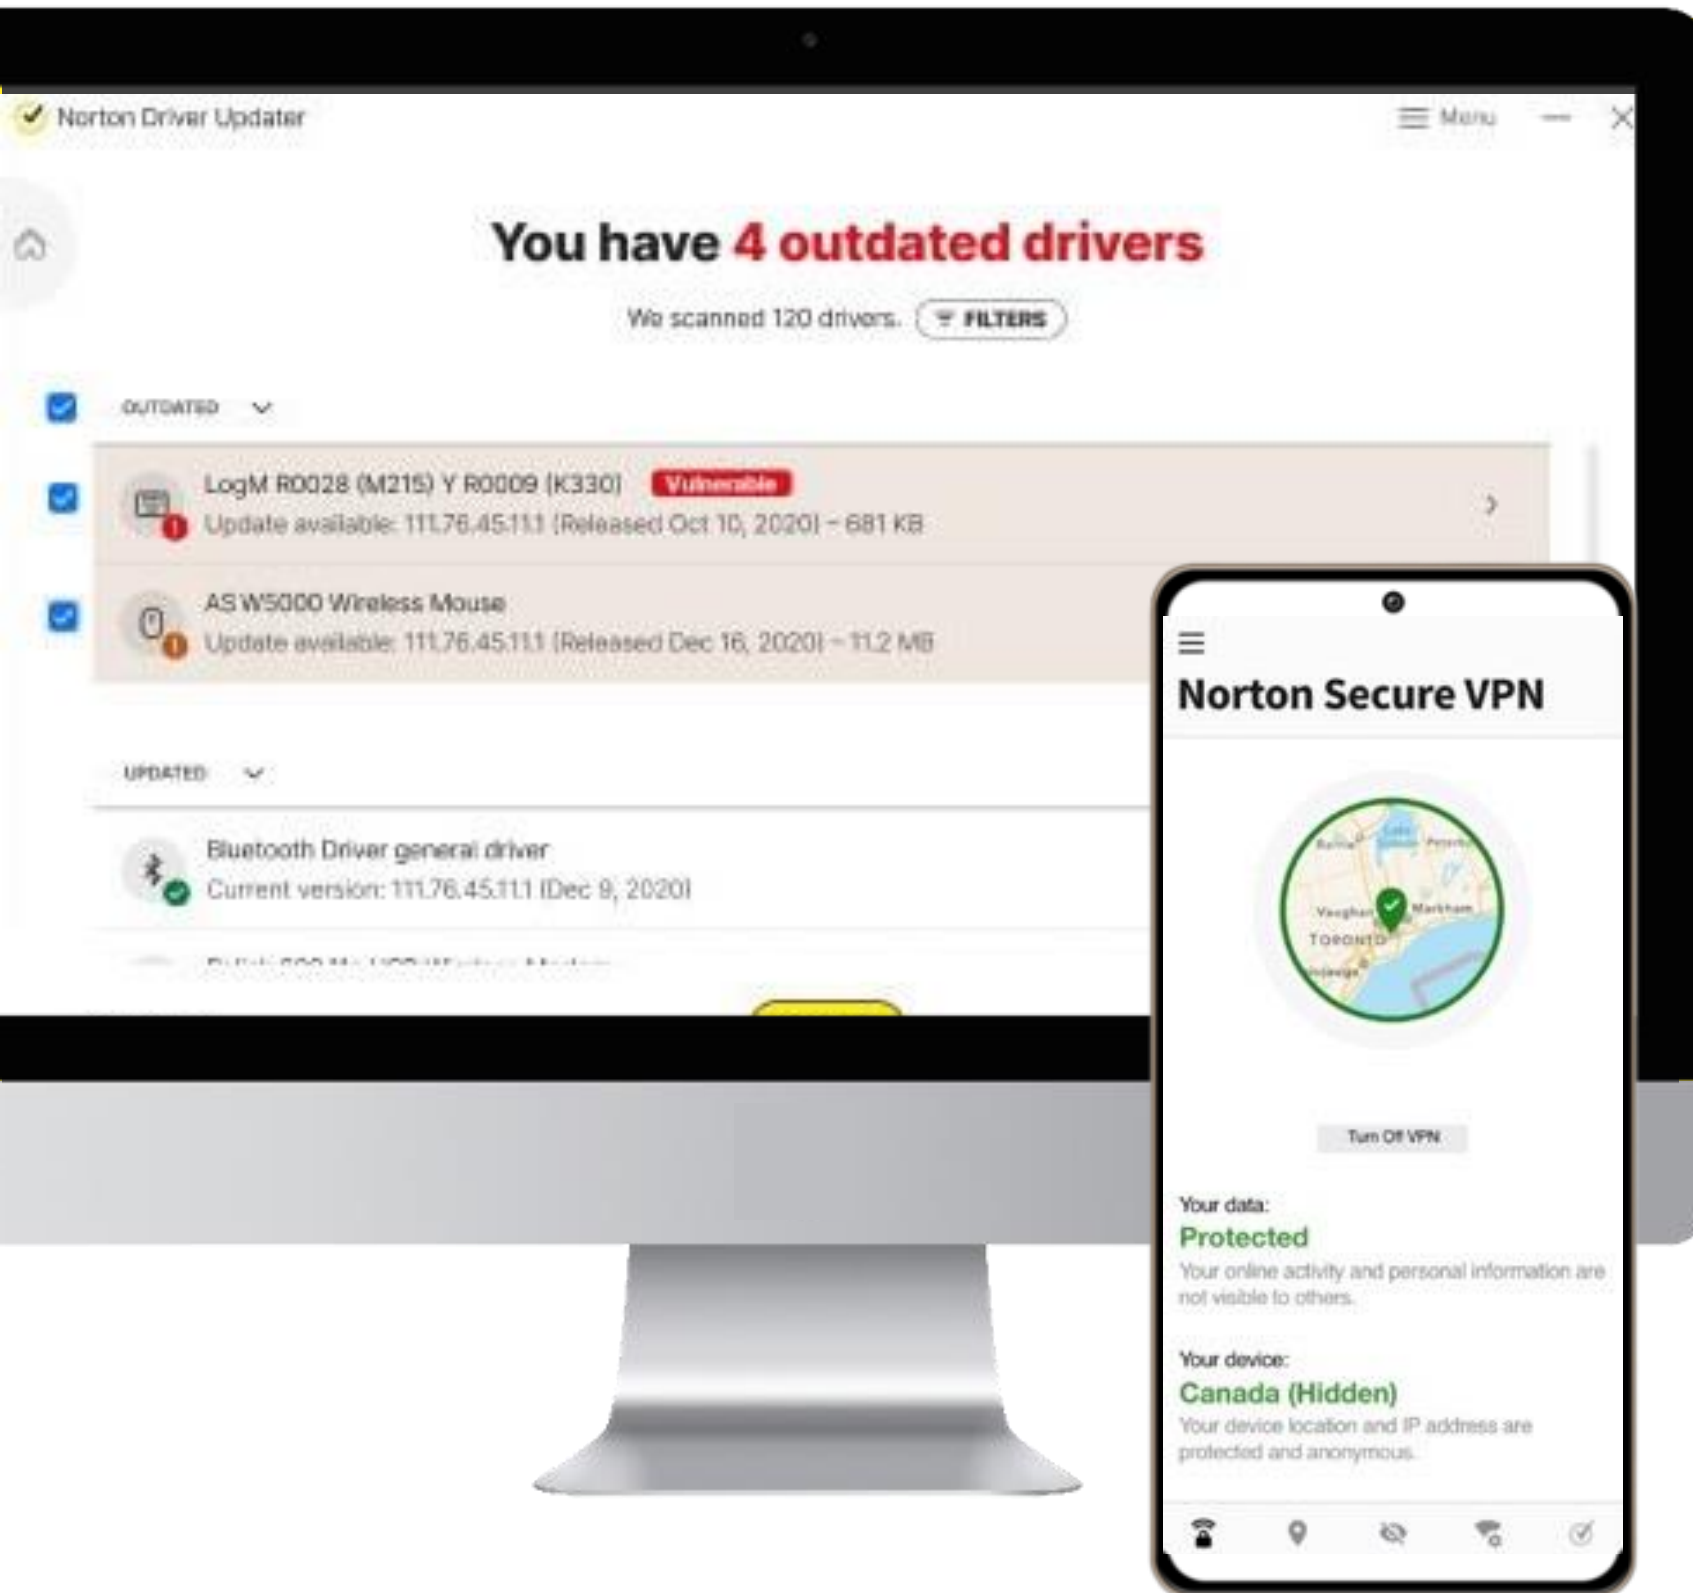 Norton Driver Updater
Menu
You have 4 outdated drivers
We scanned 120 drivers.
FILTERS
OUTDATED
LogM R0028 (M215) Y R0009 (K330)
Vulnerable
Update available: 111.76.45.11.1 (Released Oct 10, 2020) – 681 KB
AS W5000 Wireless Mouse
Update available: 111.76.45.11.1 (Released Dec 16, 2020) – 11.2 MB
UPDATED
Bluetooth Driver general driver
Current version: 111.76.45.11.1 (Dec 9, 2020)
Norton Secure VPN
Barrie
Lake
Vaughan
Markham
TORONTO
Turn Off VPN
Your data:
Protected
Your online activity and personal information are
not visible to others.
Your device:
Canada (Hidden)
Your device location and IP address are
protected and anonymous.